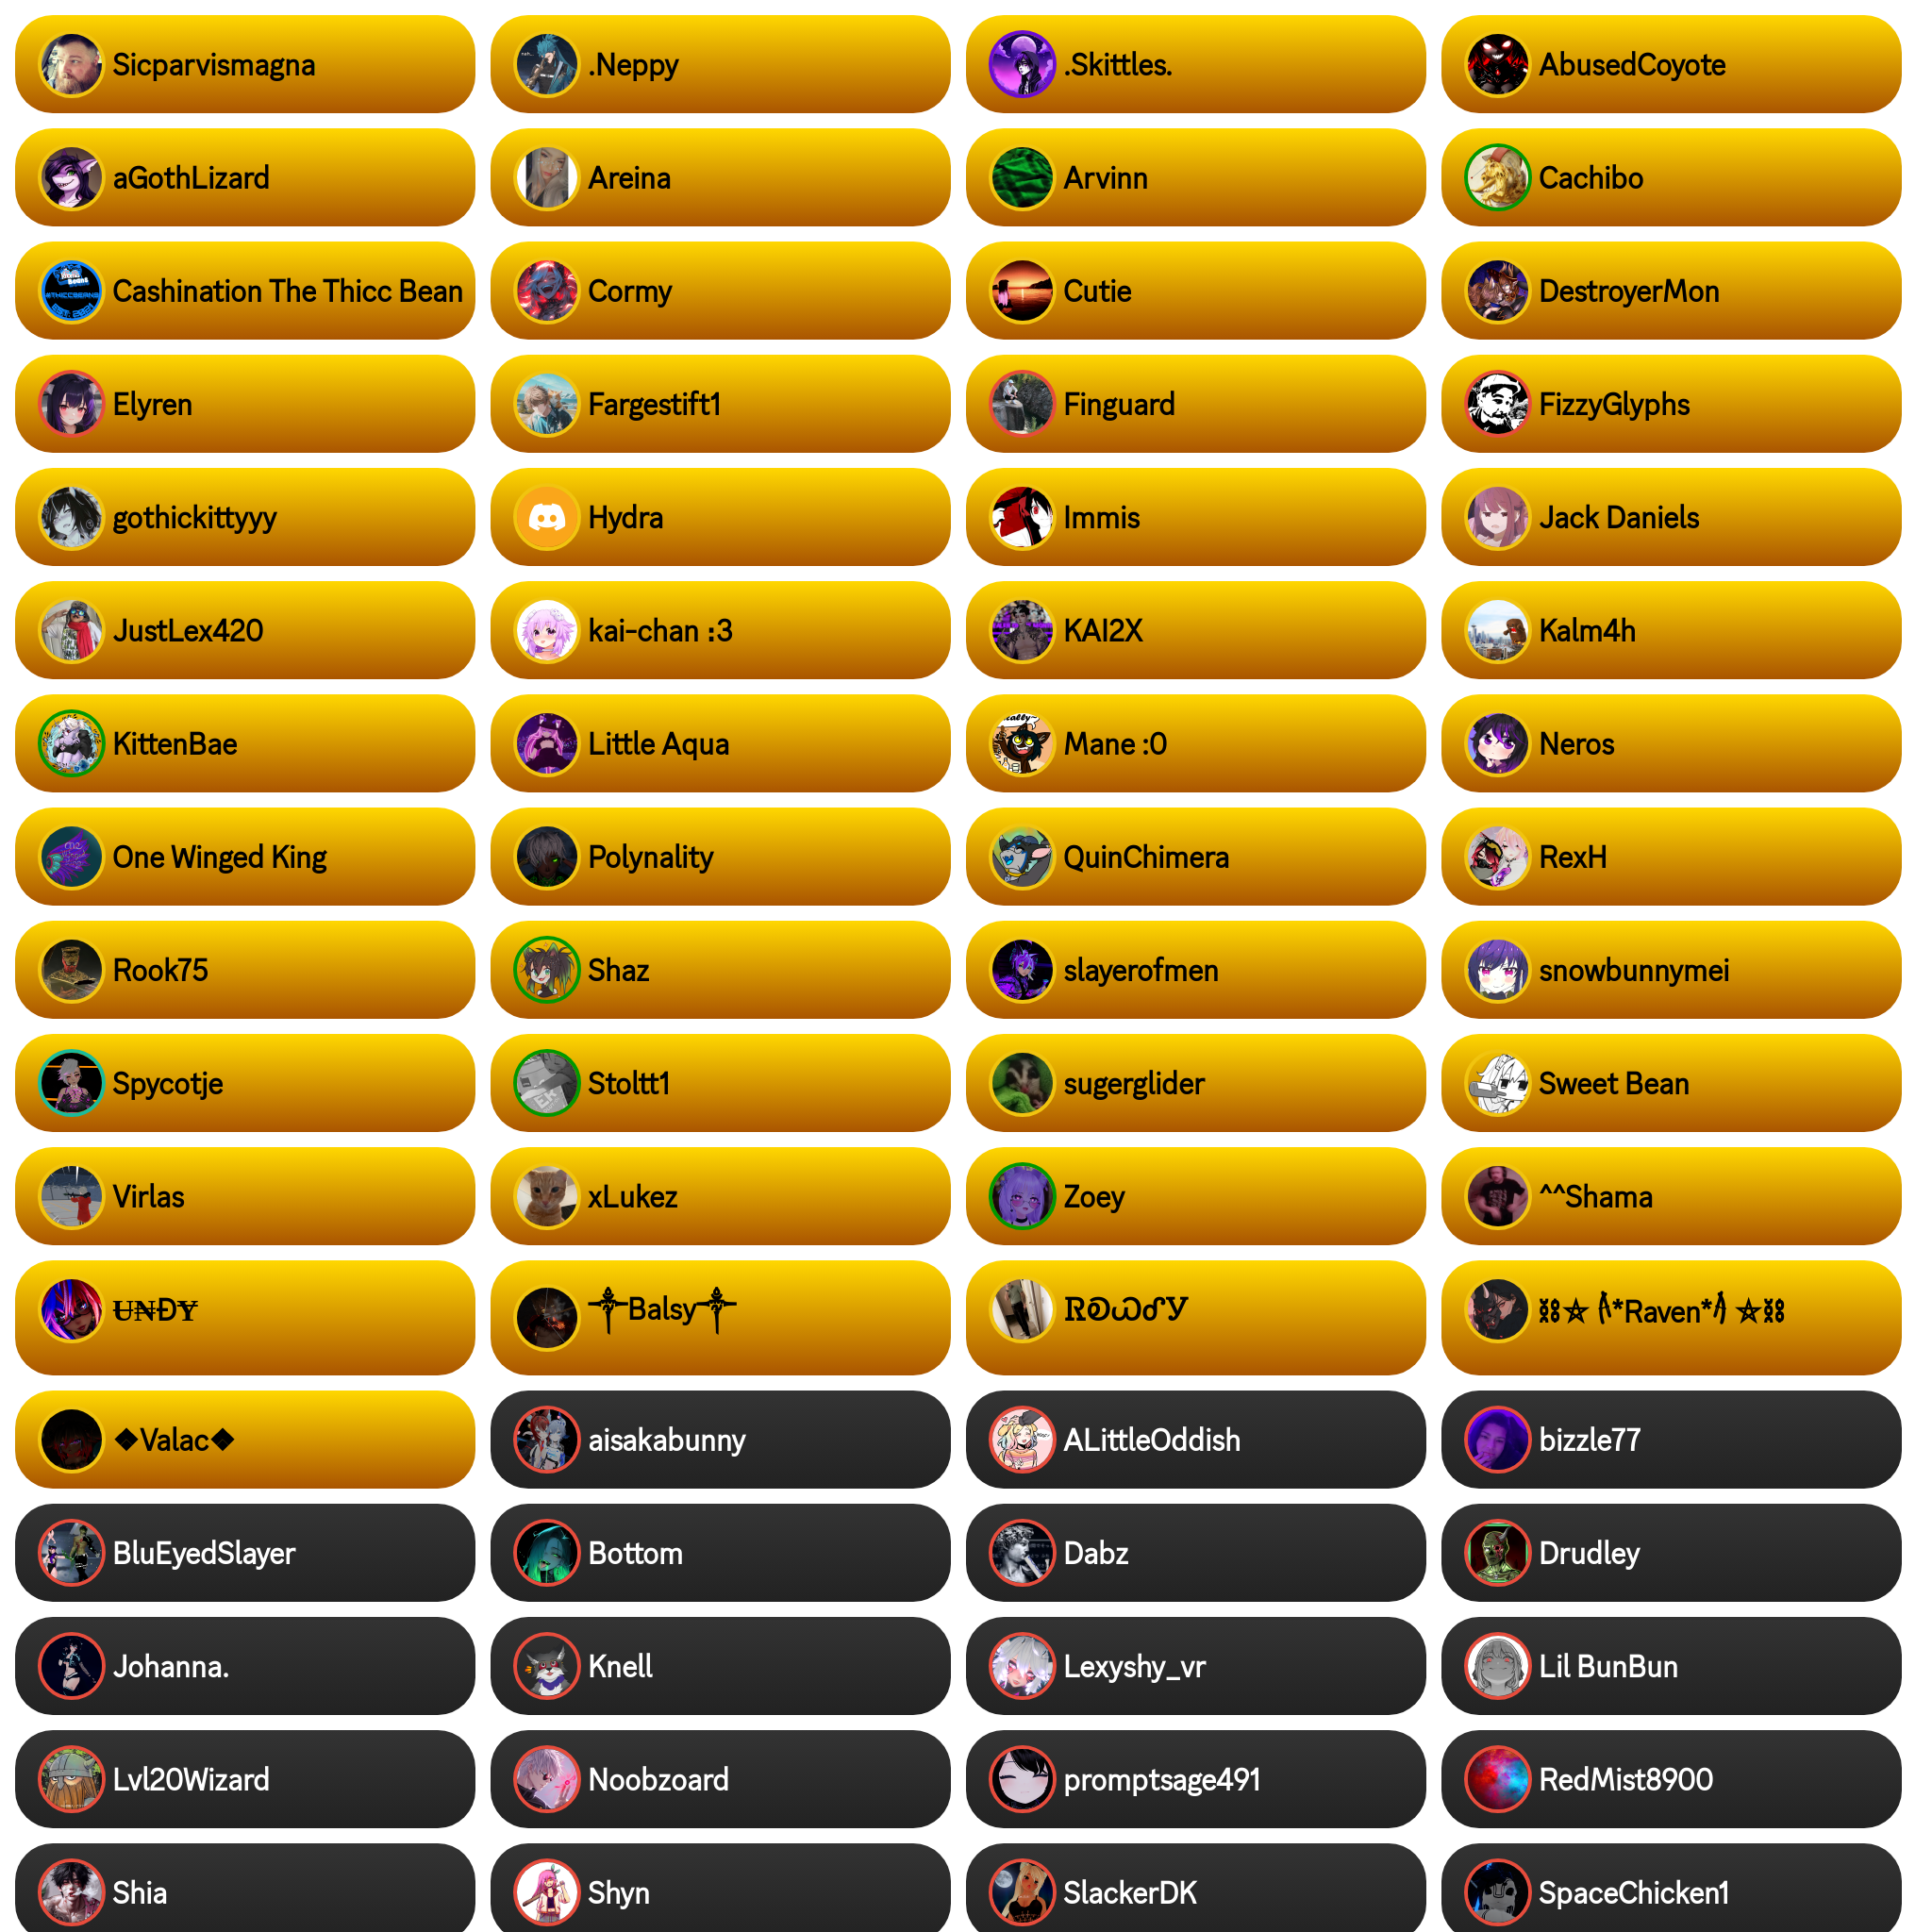 Sicparvismagna
.Neppy
.Skittles.
AbusedCoyote
aGothLizard
Areina
Arvinn
Cachibo
Cashination The Thicc Bean
Cormy
Cutie
DestroyerMon
Elyren
Fargestift1
Finguard
FizzyGlyphs
gothickittyyy
Hydra
Immis
Jack Daniels
JustLex420
kai-chan :3
KAI2X
Kalm4h
KittenBae
Little Aqua
Mane :0
Neros
One Winged King
Polynality
QuinChimera
RexH
Rook75
Shaz
slayerofmen
snowbunnymei
Spycotje
Stoltt1
sugerglider
Sweet Bean
Virlas
xLukez
Zoey
^^Shama
Ʉ₦ĐɎ
༒Balsy༒
⛓⛤*Raven*⛤⛓
❖Valac❖
aisakabunny
ALittleOddish
bizzle77
BluEyedSlayer
Bottom
Dabz
Drudley
Johanna.
Knell
Lexyshy_vr
Lil BunBun
Lvl20Wizard
Noobzoard
promptsage491
RedMist8900
Shia
Shyn
SlackerDK
SpaceChicken1